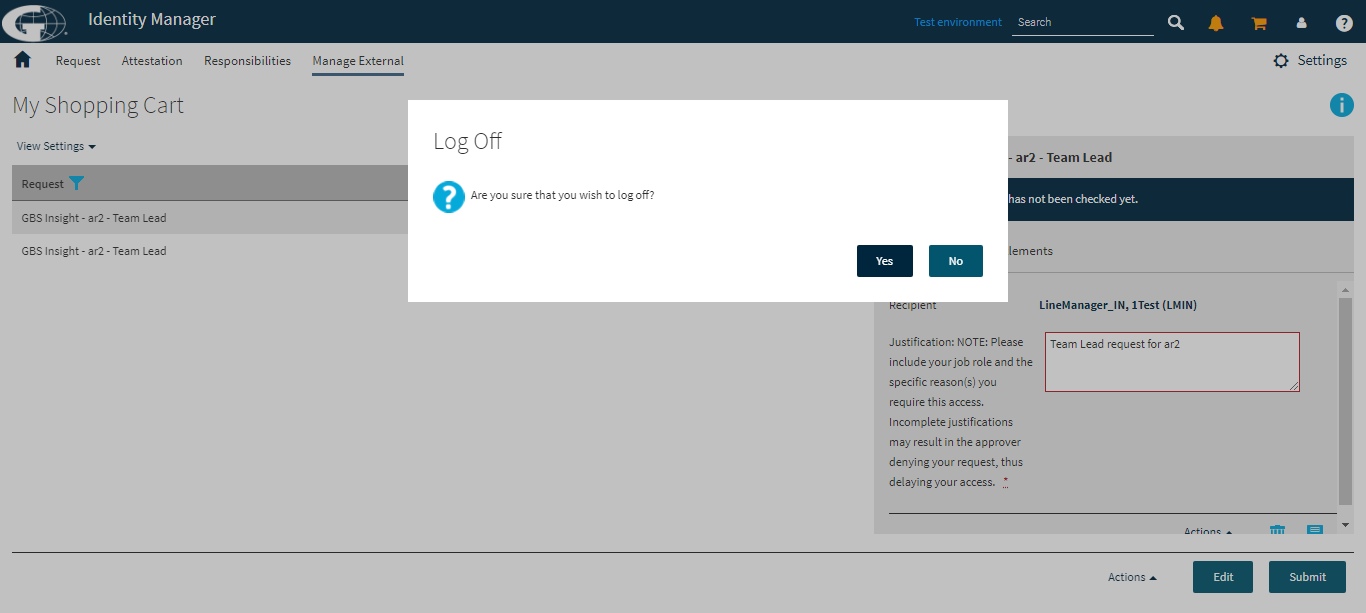 Identity Manager
Test environment
Search
Request
Attestation
Responsibilities
Manage External
Settings
My Shopping Cart
View Settings
Request
GBS Insight - ar2 - Team Lead
GBS Insight - ar2 - Team Lead
Log Off
Are you sure that you wish to log off?
Yes
No
- ar2 - Team Lead
has not been checked yet.
Recipient
LineManager_IN, 1Test (LMIN)
Justification: NOTE: Please
include your job role and the
specific reason(s) you
require this access.
Incomplete justifications
may result in the approver
denying your request, thus
delaying your access. *
Team Lead request for ar2
Actions
Actions
Edit
Submit